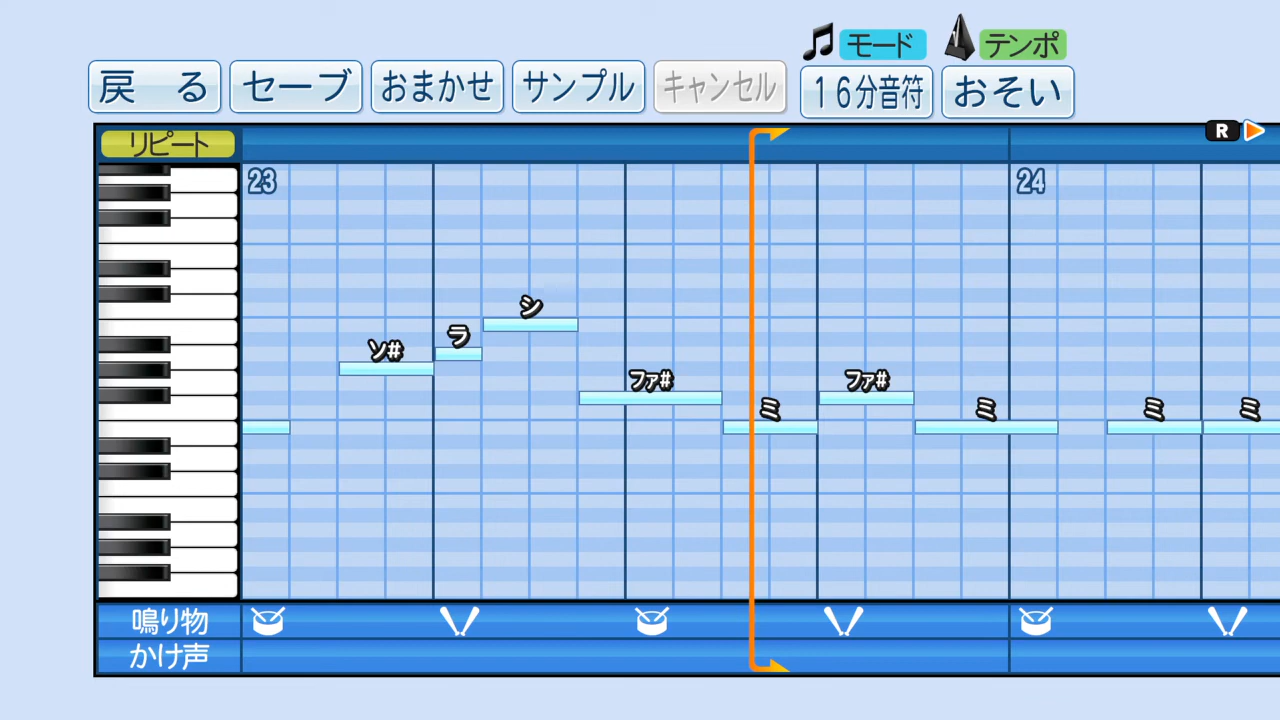 モード テンポ
戻る セーブ おまかせ サンプル キャンセル 16分音符 おそい
リピート R
23 24
シ
ラ
ソ# 
ファ# ファ#
ミ ミ ミ ミ
鳴り物
かけ声